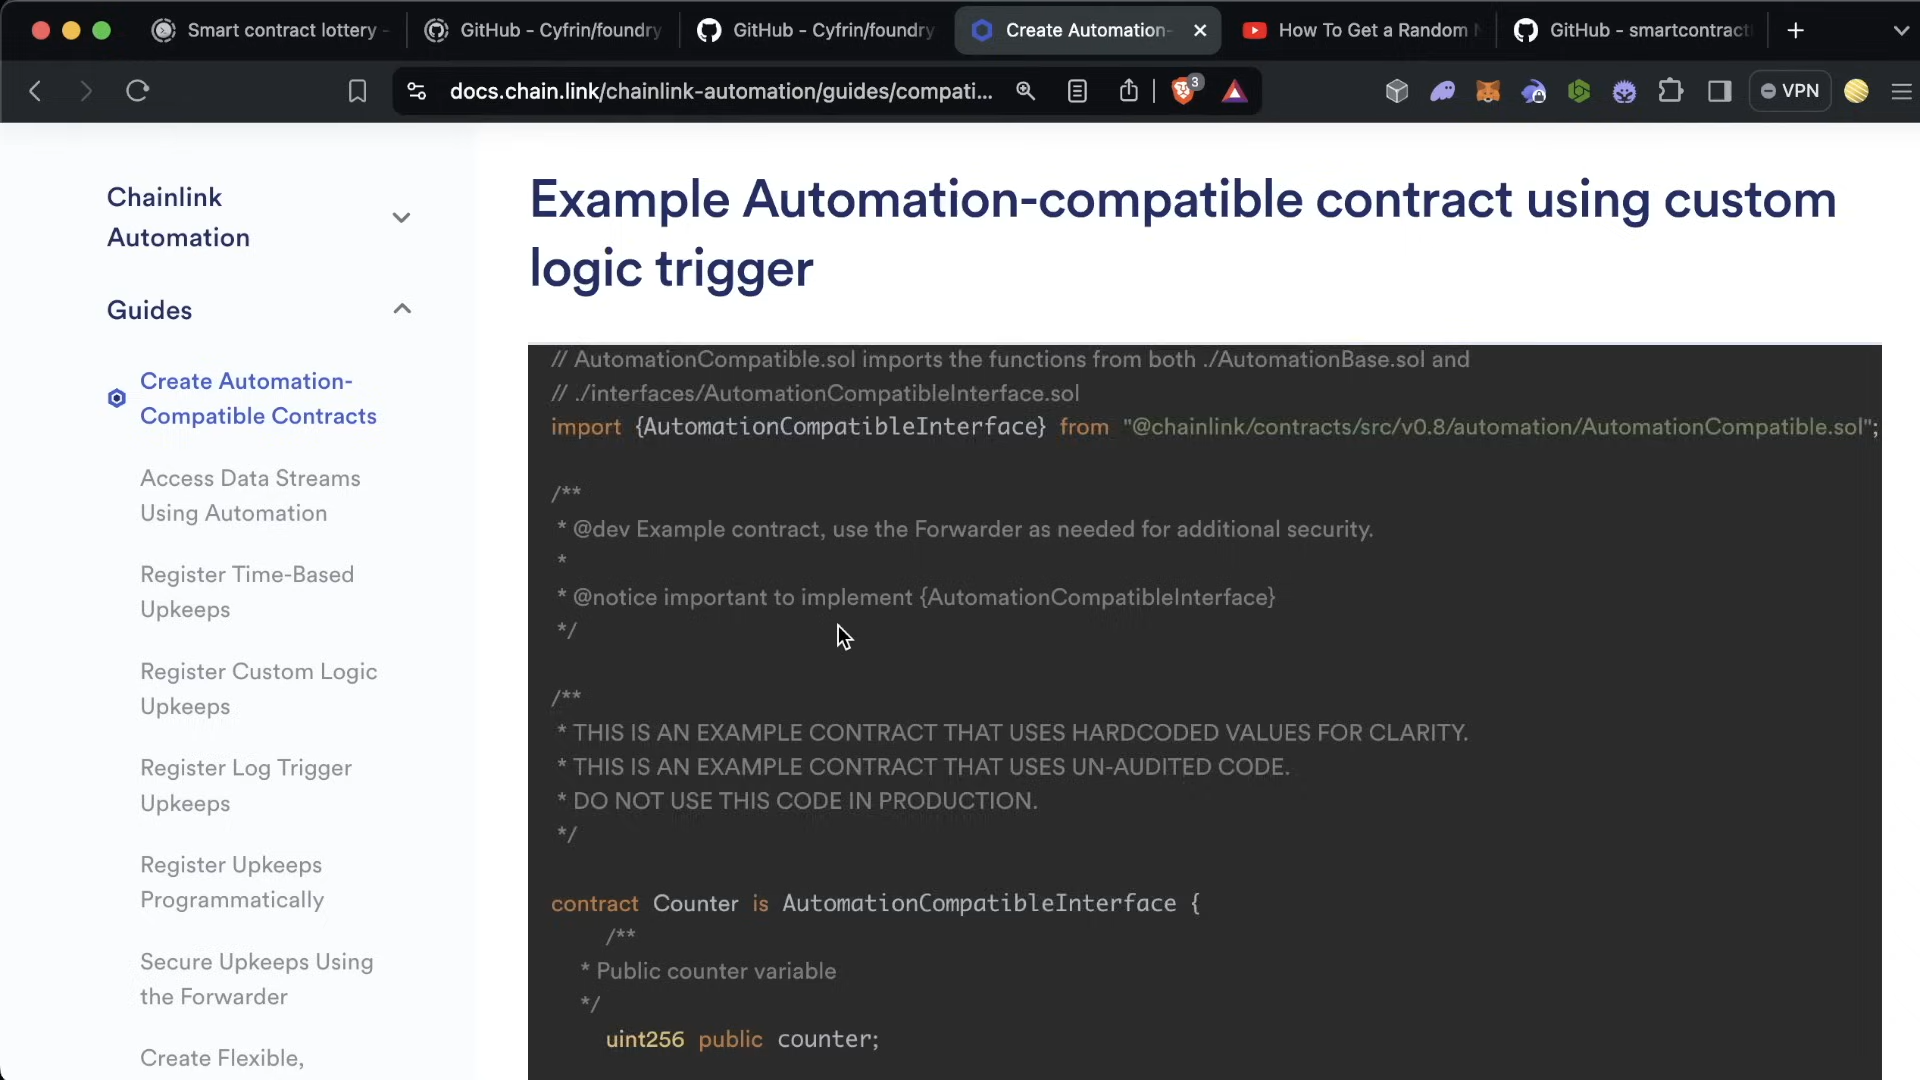 Smart contract lottery -
GitHub - Cyfrin/foundry
GitHub - Cyfrin/foundry
Create Automation-
How To Get a Random
GitHub - smartcontract
docs.chain.link/chainlink-automation/guides/compati...
3
VPN
Chainlink
Automation
Guides
Create Automation-
Compatible Contracts
Access Data Streams
Using Automation
Register Time-Based
Upkeeps
Register Custom Logic
Upkeeps
Register Log Trigger
Upkeeps
Register Upkeeps
Programmatically
Secure Upkeeps Using
the Forwarder
Create Flexible,
Example Automation-compatible contract using custom
logic trigger
// AutomationCompatible.sol imports the functions from both ./AutomationBase.sol and
// ./interfaces/AutomationCompatibleInterface.sol
import {AutomationCompatibleInterface} from "@chainlink/contracts/src/v0.8/automation/AutomationCompatible.sol";
/**
* @dev Example contract, use the Forwarder as needed for additional security.
*
* @notice important to implement {AutomationCompatibleInterface}
*/
/**
* THIS IS AN EXAMPLE CONTRACT THAT USES HARDCODED VALUES FOR CLARITY.
* THIS IS AN EXAMPLE CONTRACT THAT USES UN-AUDITED CODE.
* DO NOT USE THIS CODE IN PRODUCTION.
*/
contract Counter is AutomationCompatibleInterface {
/**
* Public counter variable
*/
uint256 public counter;